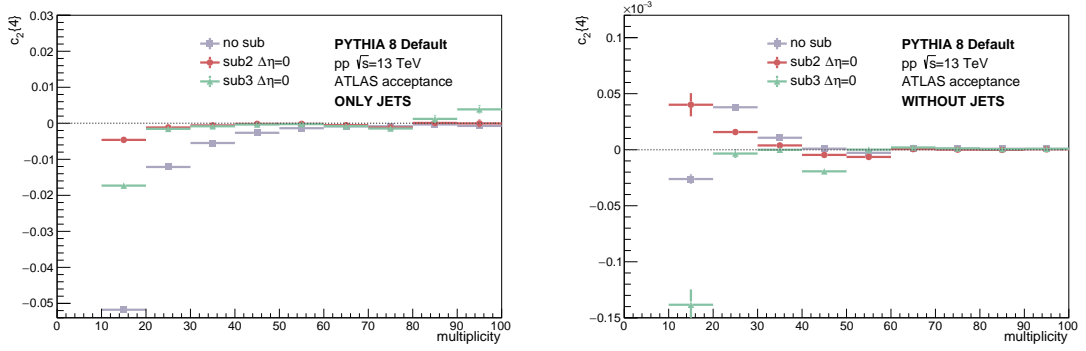 c₂{4}
0.03
0.02
0.01
0
−0.01
−0.02
−0.03
−0.04
−0.05
no sub
sub2 Δη=0
sub3 Δη=0
PYTHIA 8 Default
pp √s=13 TeV
ATLAS acceptance
ONLY JETS
0 10 20 30 40 50 60 70 80 90 100
multiplicity
×10⁻³
c₂{4}
0.1
0.05
0
−0.05
−0.1
−0.15
no sub
sub2 Δη=0
sub3 Δη=0
PYTHIA 8 Default
pp √s=13 TeV
ATLAS acceptance
WITHOUT JETS
0 10 20 30 40 50 60 70 80 90 100
multiplicity